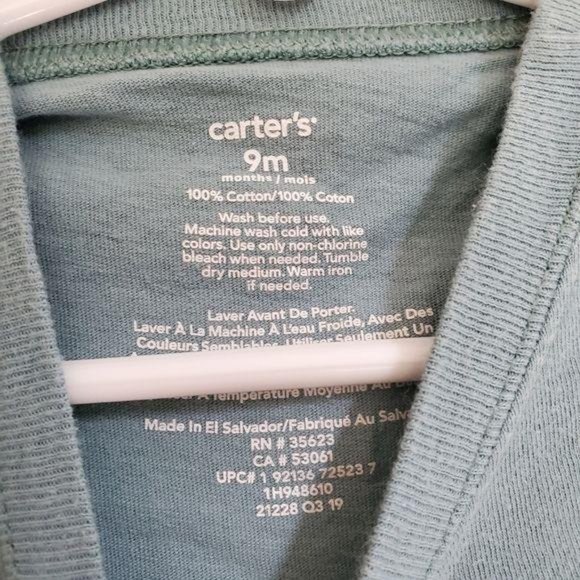 carter's
9m
months / mois
100% Cotton/100% Coton
Wash before use.
Machine wash cold with like
colors. Use only non-chlorine
bleach when needed. Tumble
dry medium. Warm iron
if needed.
Laver Avant De Porter.
Laver À La Machine À L'eau Froide, Avec Des
Couleurs Semblables. Utiliser Seulement Un
À Température Moyenne Au
Made In El Salvador/Fabriqué Au
RN # 35623
CA # 53061
UPC# 1 92136 72523 7
1H948610
21228 Q3 19